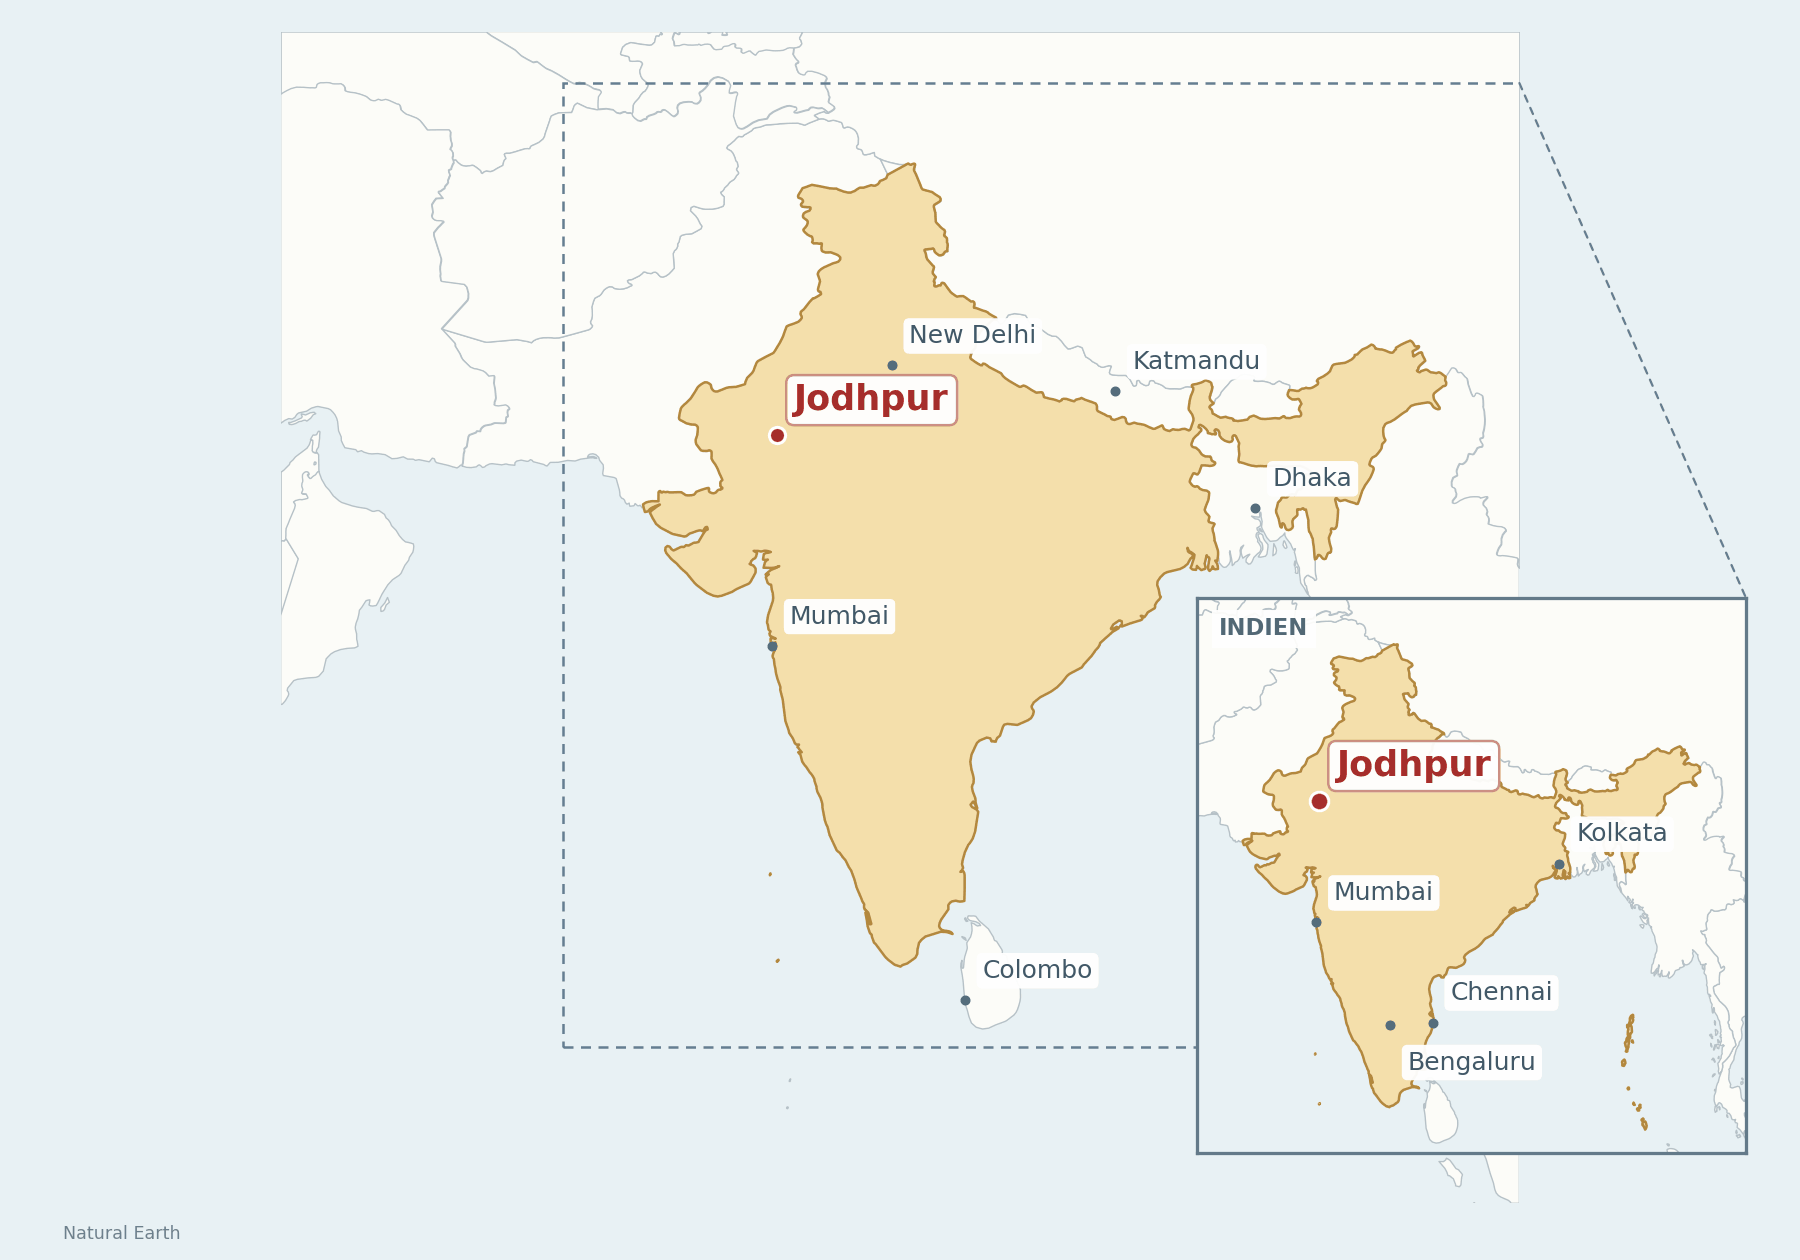 New Delhi
Katmandu
Jodhpur
Dhaka
Mumbai
Colombo
INDIEN
Jodhpur
Kolkata
Mumbai
Chennai
Bengaluru
Natural Earth